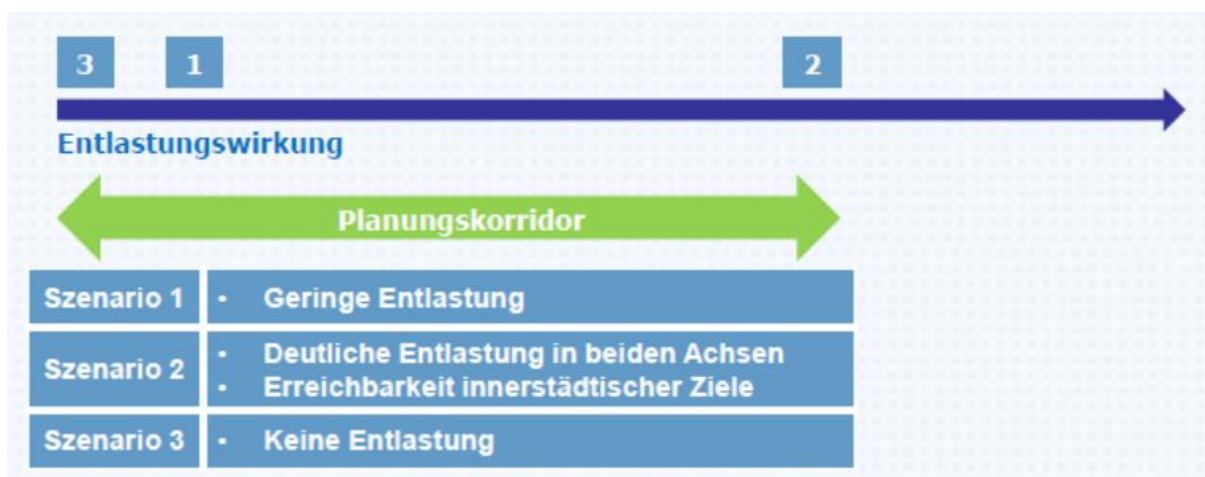 3 1 2
Entlastungswirkung
Planungskorridor
Szenario 1 • Geringe Entlastung
Szenario 2 • Deutliche Entlastung in beiden Achsen
• Erreichbarkeit innerstädtischer Ziele
Szenario 3 • Keine Entlastung